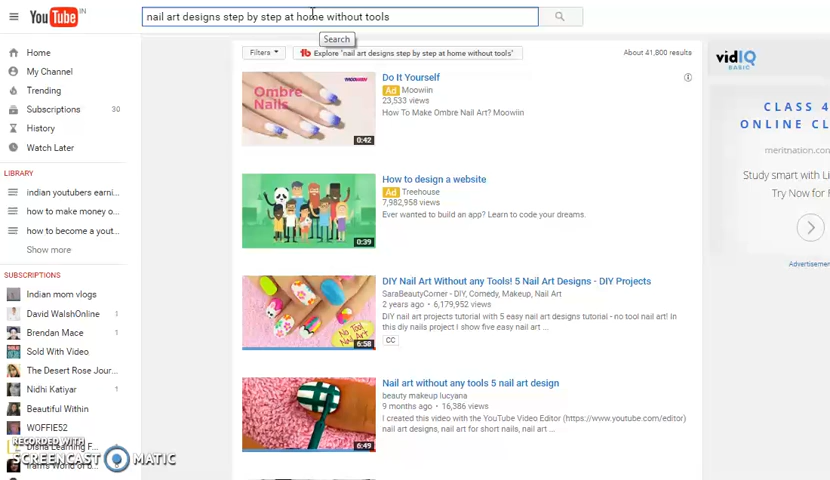 YouTube IN
nail art designs step by step at home without tools
Search
Home
My Channel
Trending
Subscriptions 30
History
Watch Later
LIBRARY
indian youtubers earni...
how to make money o...
how to become a yout...
Show more
SUBSCRIPTIONS
Indian mom vlogs
David WalshOnline 1
Brendan Mace
Sold With Video
The Desert Rose Jour...
Nidhi Katiyar 1
Beautiful Within
WOFFIE52
Disha Learning F...
RECORDED WITH
SCREENCAST MATIC
Filters
Explore "nail art designs step by step at home without tools"
About 41,800 results
Ombre
Nails
0:42
Do It Yourself
Ad Moowiin
23,533 views
How To Make Ombre Nail Art? Moowiin
0:39
How to design a website
Ad Treehouse
7,982,958 views
Ever wanted to build an app? Learn to code your dreams.
No Tool
Nail Art
6:58
DIY Nail Art Without any Tools! 5 Nail Art Designs - DIY Projects
SaraBeautyCorner - DIY, Comedy, Makeup, Nail Art
2 years ago • 6,179,952 views
DIY nail art projects tutorial with 5 easy nail art designs tutorial - no tool nail art! In
this diy nails project I show five easy nail art ...
CC
6:49
Nail art without any tools 5 nail art design
beauty makeup lucyana
9 months ago • 16,386 views
I created this video with the YouTube Video Editor (https://www.youtube.com/editor)
nail art designs, nail art for short nails, nail art ...
vidIQ
BASIC
CLASS 4
ONLINE CL
meritnation.com
Study smart with Li
Try Now for F
Advertisemen